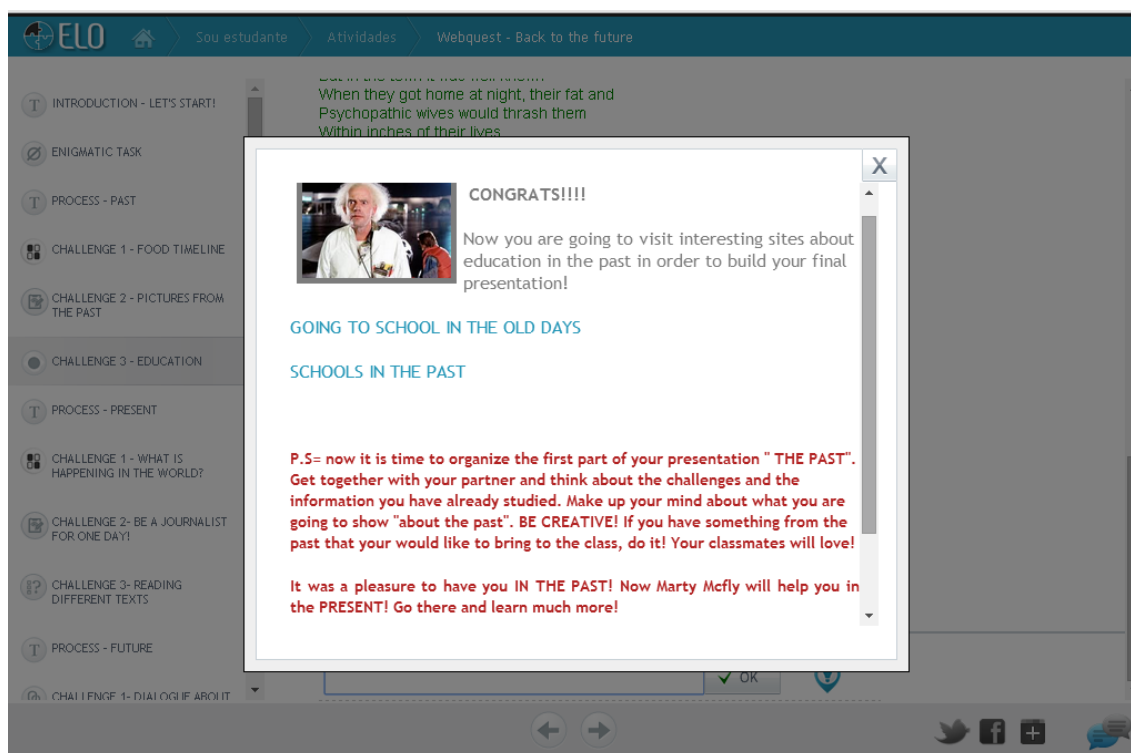 ELO
Sou estudante
Atividades
Webquest - Back to the future
INTRODUCTION - LET'S START!
ENIGMATIC TASK
PROCESS - PAST
CHALLENGE 1 - FOOD TIMELINE
CHALLENGE 2 - PICTURES FROM
THE PAST
CHALLENGE 3 - EDUCATION
PROCESS - PRESENT
CHALLENGE 1 - WHAT IS
HAPPENING IN THE WORLD?
CHALLENGE 2- BE A JOURNALIST
FOR ONE DAY!
CHALLENGE 3- READING
DIFFERENT TEXTS
PROCESS - FUTURE
CHALLENGE 1- DIALOGUE ABOUT
When they got home at night, their fat and
Psychopathic wives would thrash them
Within inches of their lives
X
CONGRATS!!!!
Now you are going to visit interesting sites about
education in the past in order to build your final
presentation!
GOING TO SCHOOL IN THE OLD DAYS
SCHOOLS IN THE PAST
P.S= now it is time to organize the first part of your presentation " THE PAST".
Get together with your partner and think about the challenges and the
information you have already studied. Make up your mind about what you are
going to show "about the past". BE CREATIVE! If you have something from the
past that your would like to bring to the class, do it! Your classmates will love!
It was a pleasure to have you IN THE PAST! Now Marty Mcfly will help you in
the PRESENT! Go there and learn much more!
OK